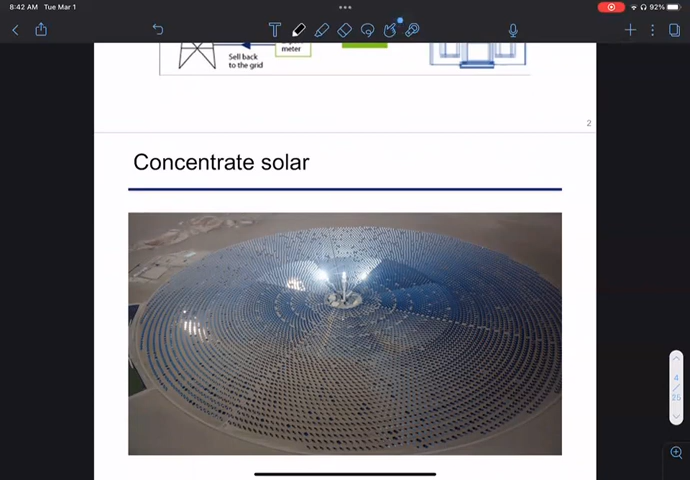 8:42 AM Tue Mar 1
92%
meter
Sell back
to the grid
2
Concentrate solar
4
25